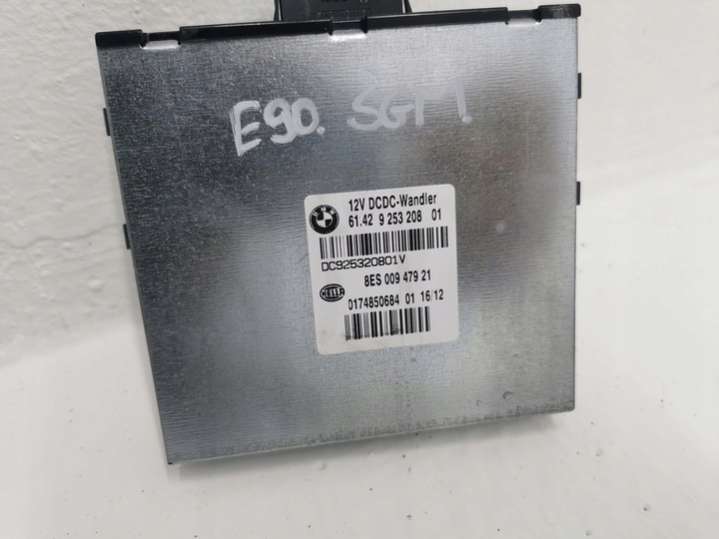 E90. SGM.
12V DCDC-Wandler
61.42 9 253 208 01
DC925320801V
8ES 009 479 21
HELLA
0174850684 01 16/12